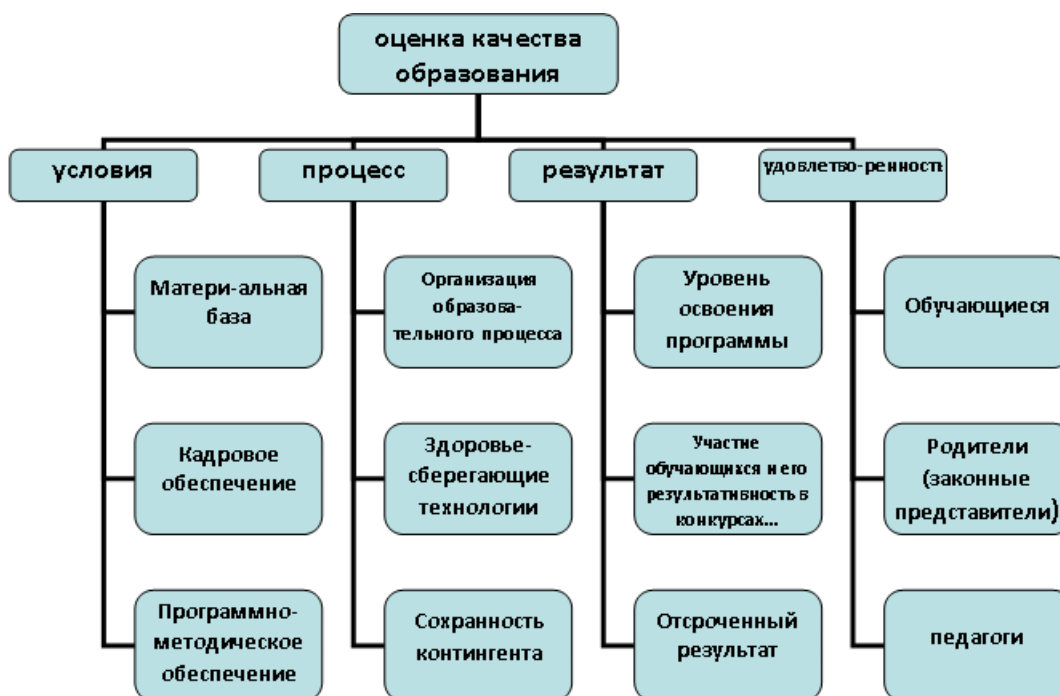 оценка качества
образования
условия
процесс
результат
удовлетво-ренность
Матери-альная
база
Организация
образова-
тельного процесса
Уровень
освоения
программы
Обучающиеся
Кадровое
обеспечение
Здоровье-
сберегающие
технологии
Участие
обучающихся и его
результативность в
конкурсах...
Родители
(законные
представители)
Программно-
методическое
обеспечение
Сохранность
контингента
Отсроченный
результат
педагоги